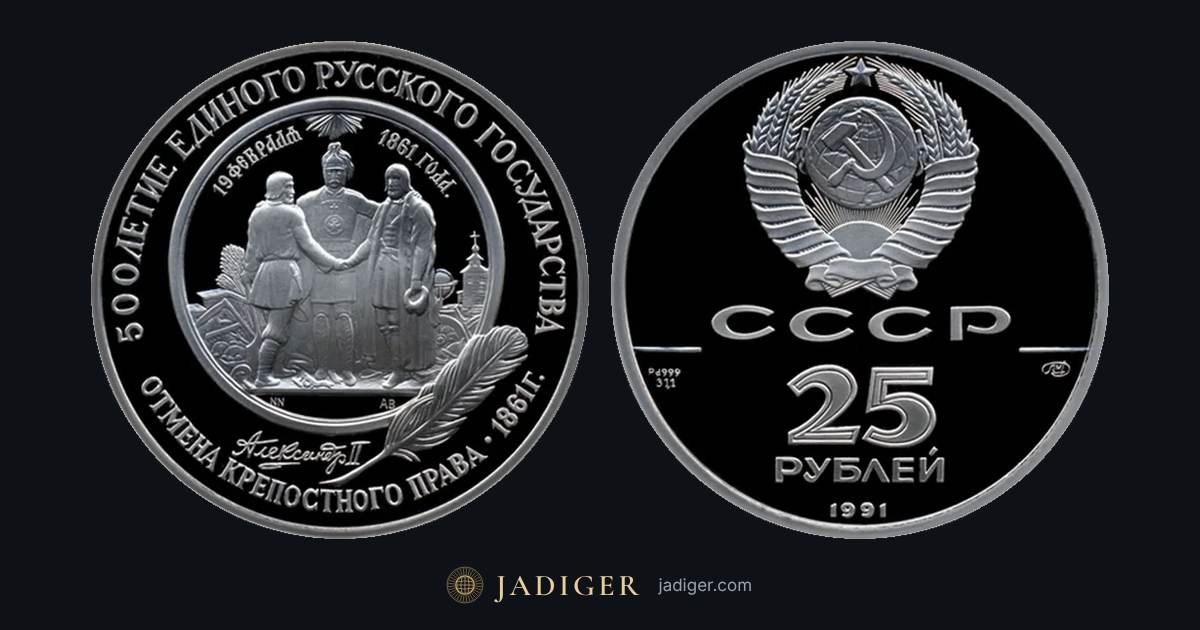 500ЛЕТИЕ ЕДИНОГО РУССКОГО ГОСУДАРСТВА
19 ФЕВРАЛЯ 1861 ГОДА.
NN АВ
Александр II
ОТМЕНА КРЕПОСТНОГО ПРАВА • 1861г.
СССР
Pd999
31,1
25
РУБЛЕЙ
1991
JADIGER jadiger.com